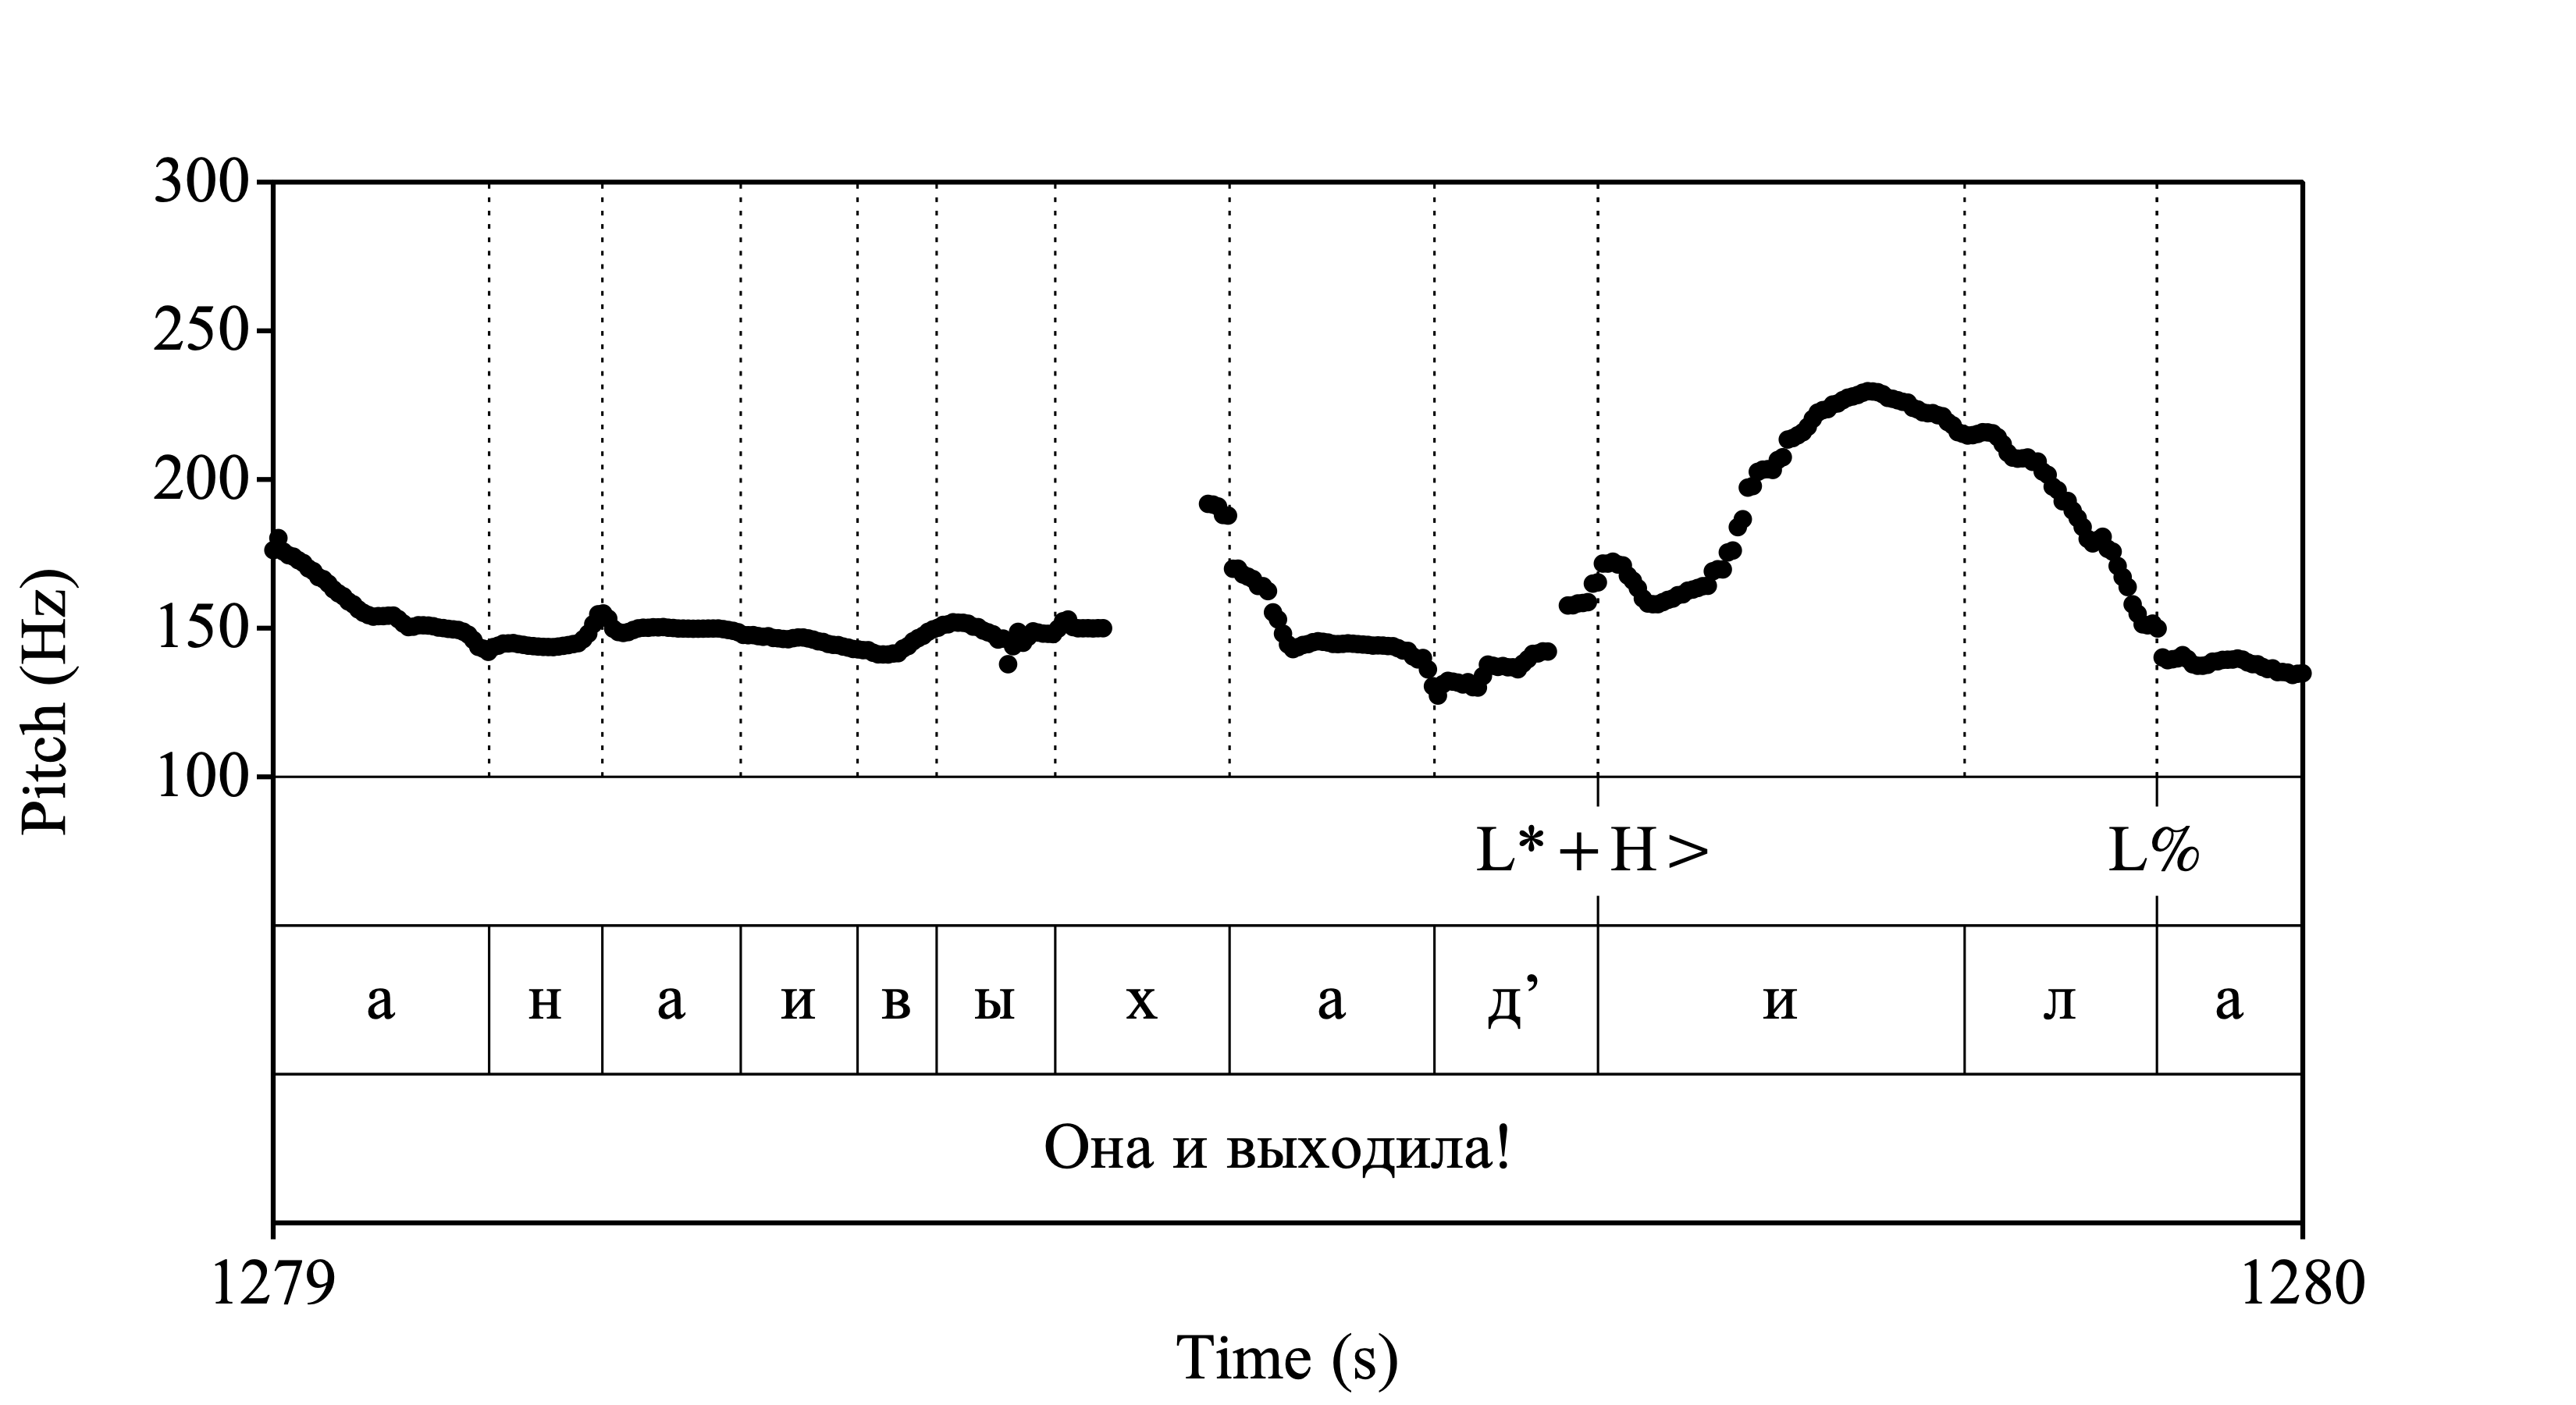 300
250
200
150
100
Pitch (Hz)
L*+H> L%
а н а и в ы х а д’ и л а
Она и выходила!
1279 1280
Time (s)